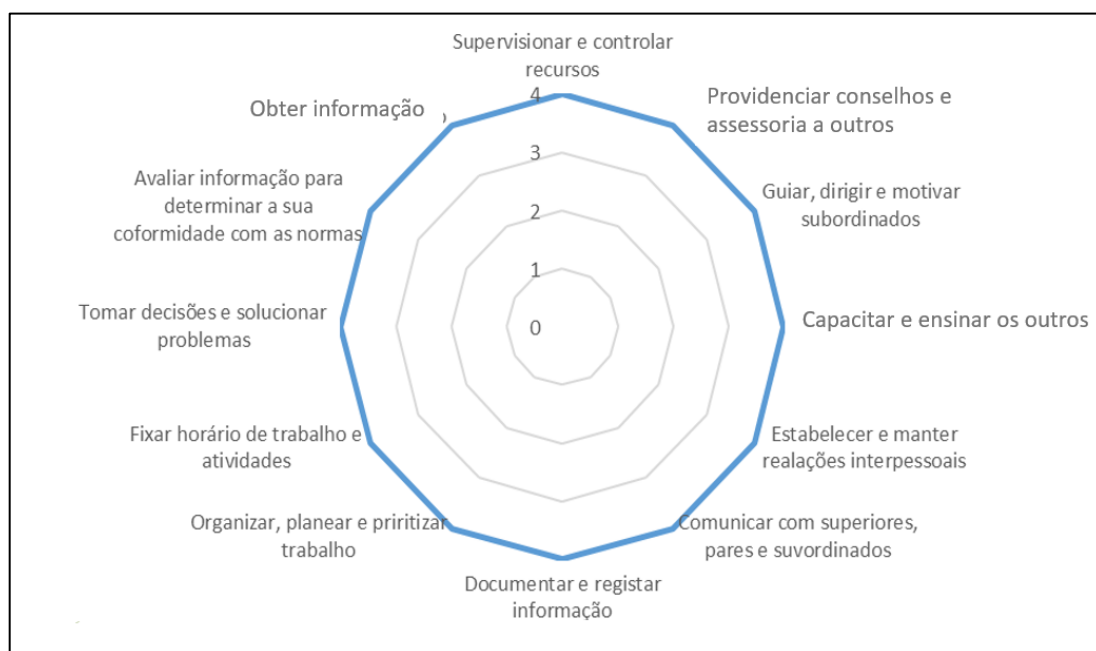 Supervisionar e controlar
recursos
Providenciar conselhos e
assessoria a outros
Guiar, dirigir e motivar
subordinados
Capacitar e ensinar os outros
Estabelecer e manter
realações interpessoais
Comunicar com superiores,
pares e suvordinados
Documentar e registar
informação
Organizar, planear e priritizar
trabalho
Fixar horário de trabalho e
atividades
Tomar decisões e solucionar
problemas
Avaliar informação para
determinar a sua
coformidade com as normas
Obter informação
4
3
2
1
0